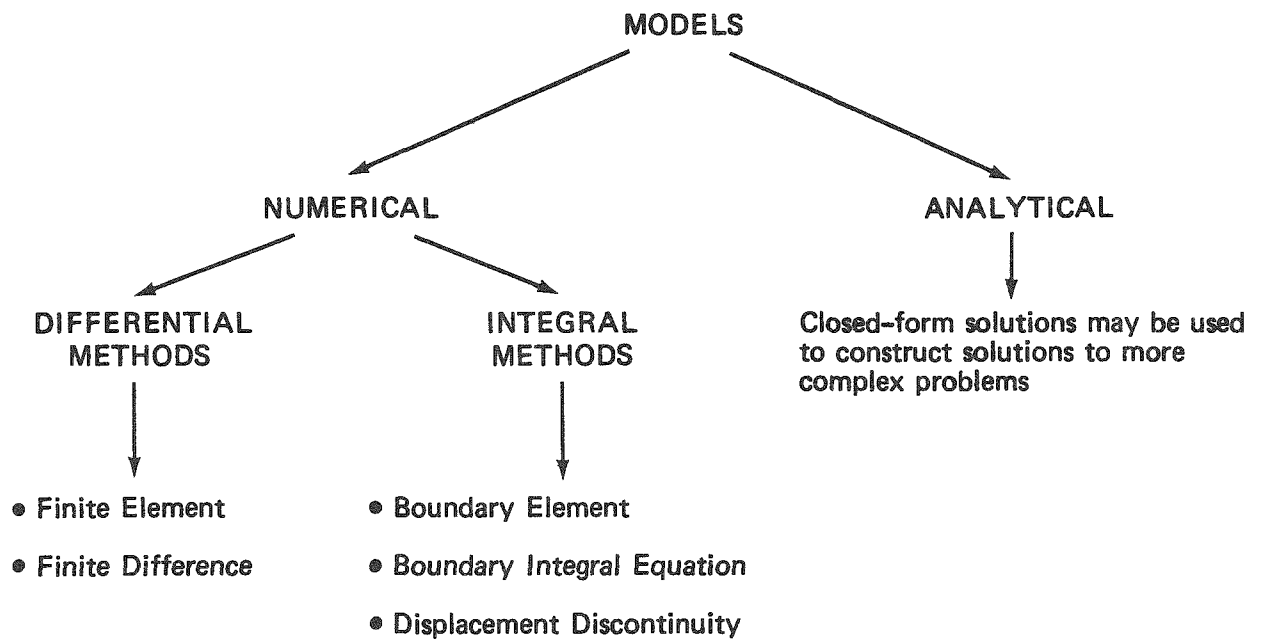 MODELS
NUMERICAL
ANALYTICAL
DIFFERENTIAL
METHODS
INTEGRAL
METHODS
Closed-form solutions may be used
to construct solutions to more
complex problems
• Finite Element
• Finite Difference
• Boundary Element
• Boundary Integral Equation
• Displacement Discontinuity